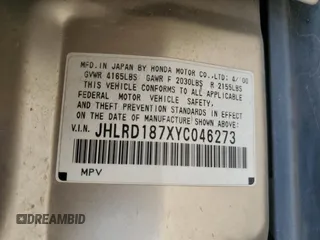 MFD. IN JAPAN BY HONDA MOTOR CO.,LTD: 4/00
GVWR 4165LBS GAWR F 2030LBS R 2155LBS
THIS VEHICLE CONFORMS TO ALL APPLICABLE
FEDERAL MOTOR VEHICLE SAFETY,
AND THEFT PREVENTION STANDARDS IN
EFFECT ON THE DATE OF
MANUFACTURE SHOWN ABOVE:
V.I.N. JHLRD187XYC046273
MPV
DREAMBID